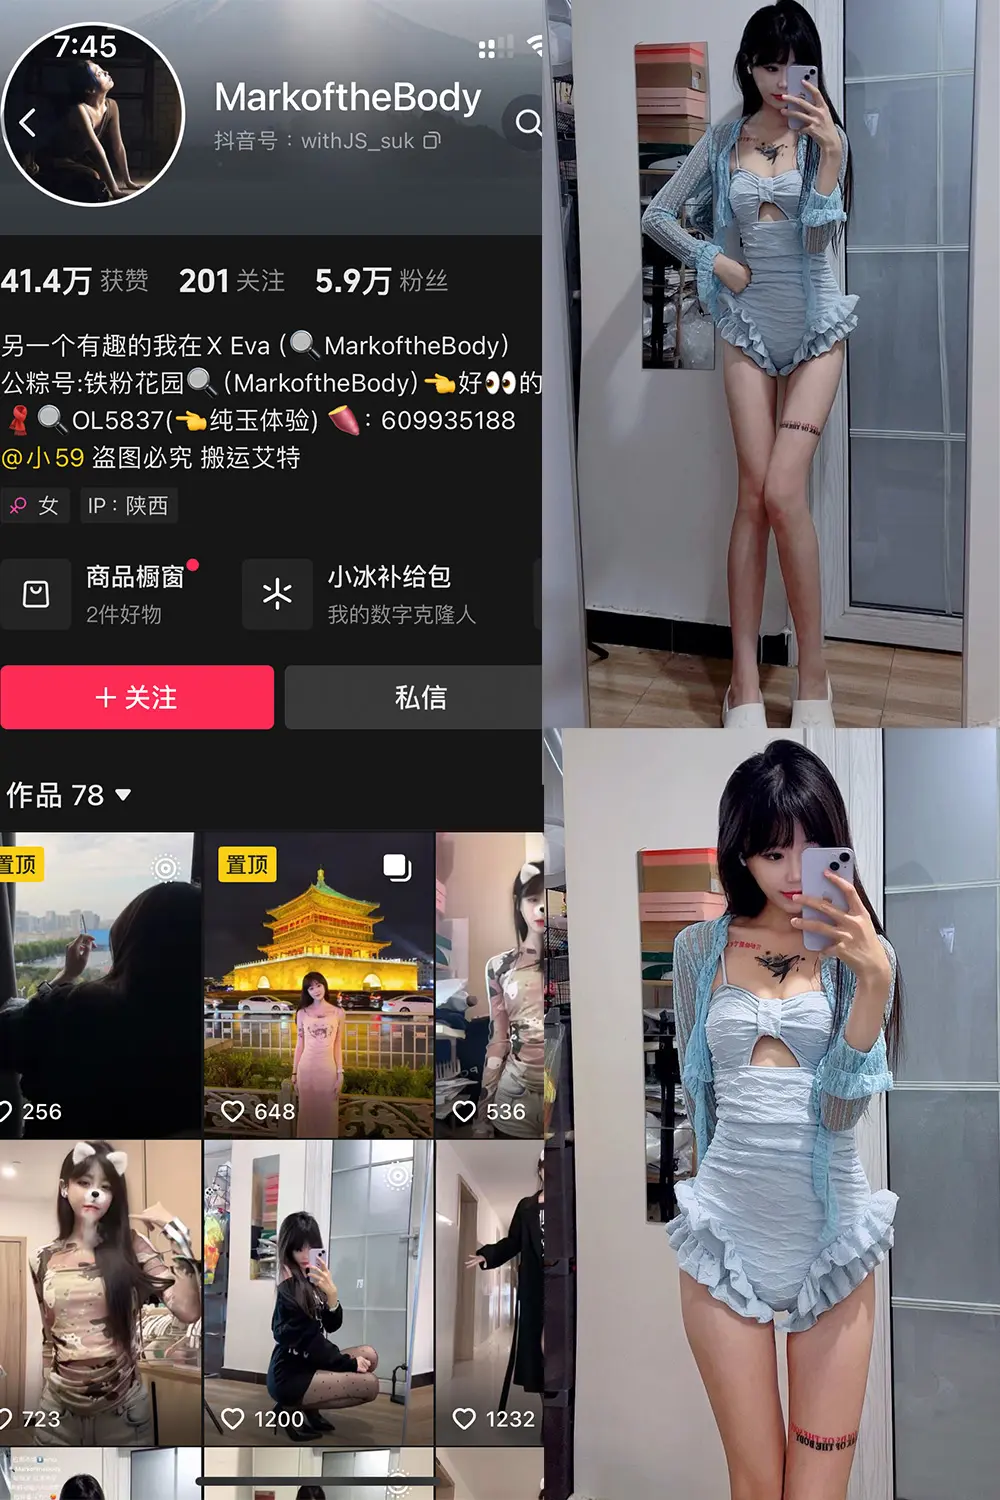 7:45
MarkoftheBody
抖音号：withJS_suk
41.4万 获赞 201 关注 5.9万 粉丝
另一个有趣的我在X Eva (🔍MarkoftheBody)
公粽号:铁粉花园🔍(MarkoftheBody)👈好👀的
🧣🔍OL5837(👈纯玉体验) 🍠: 609935188
@小59 盗图必究 搬运艾特
女 IP：陕西
商品橱窗
2件好物
小冰补给包
我的数字克隆人
+ 关注
私信
作品 78
置顶
置顶
256
648
536
723
1200
1232